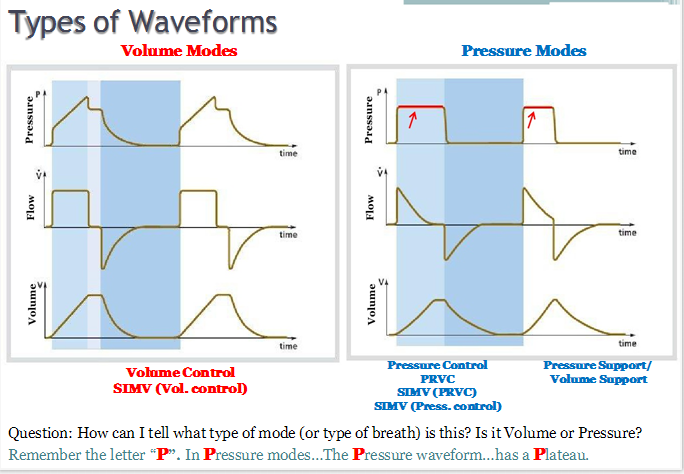 Types of Waveforms
Volume Modes
Pressure Modes
Pressure
P
time
Flow
V̇
time
Volume
V
time
Pressure
P
time
Flow
V̇
time
Volume
V
time
Volume Control
SIMV (Vol. control)
Pressure Control
PRVC
SIMV (PRVC)
SIMV (Press. control)
Pressure Support/
Volume Support
Question: How can I tell what type of mode (or type of breath) is this? Is it Volume or Pressure?
Remember the letter “P”. In Pressure modes...The Pressure waveform...has a Plateau.